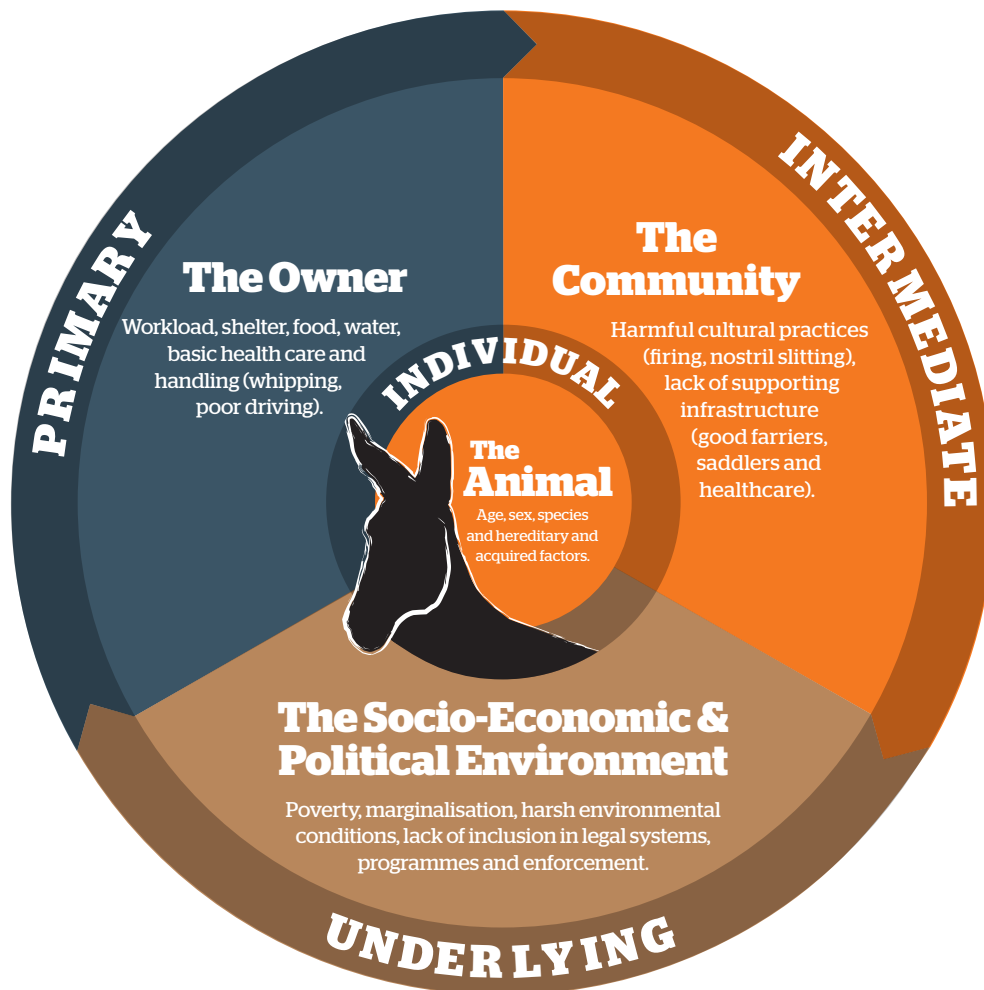 PRIMARY
The Owner
Workload, shelter, food, water,
basic health care and
handling (whipping,
poor driving).
INTERMEDIATE
The
Community
Harmful cultural practices
(firing, nostril slitting),
lack of supporting
infrastructure
(good farriers,
saddlers and
healthcare).
INDIVIDUAL
The
Animal
Age, sex, species
and hereditary and
acquired factors.
The Socio-Economic &
Political Environment
Poverty, marginalisation, harsh environmental
conditions, lack of inclusion in legal systems,
programmes and enforcement.
UNDERLYING